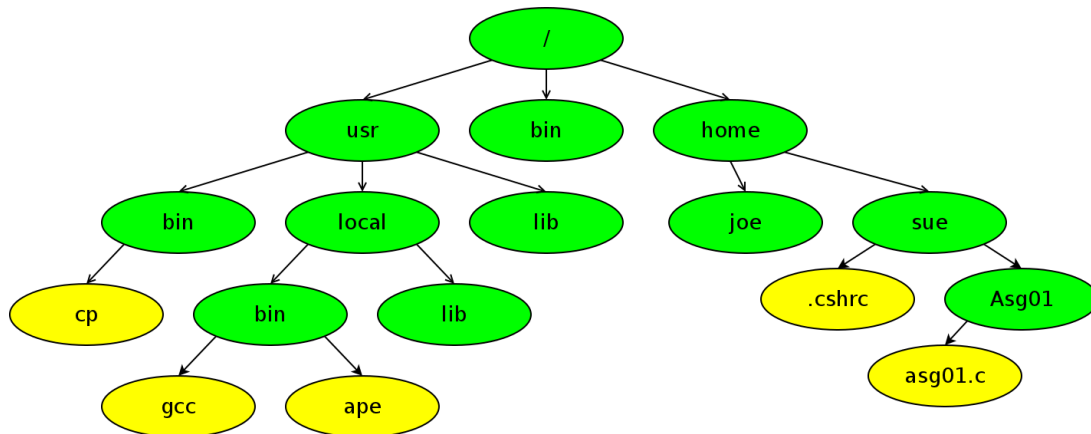 /
usr bin home
bin local lib joe sue
cp bin lib .cshrc Asg01
gcc ape asg01.c